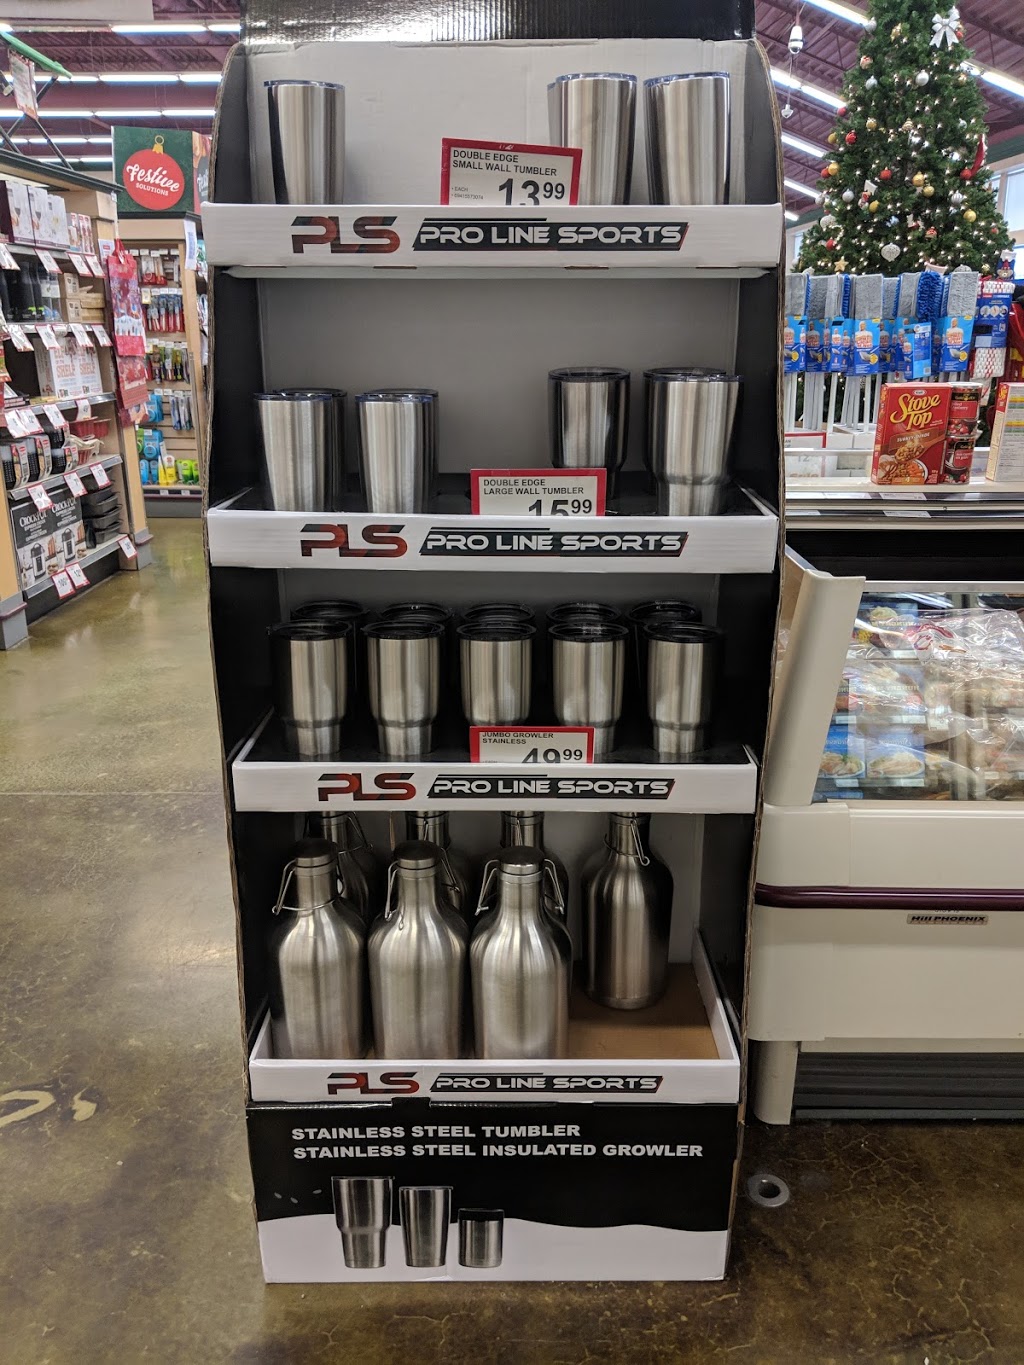 Festive
SOLUTIONS
DOUBLE EDGE
SMALL WALL TUMBLER
EACH
13.99
PLS PRO LINE SPORTS
DOUBLE EDGE
LARGE WALL TUMBLER
15.99
PLS PRO LINE SPORTS
JUMBO GROWLER
STAINLESS
49.99
PLS PRO LINE SPORTS
PLS PRO LINE SPORTS
STAINLESS STEEL TUMBLER
STAINLESS STEEL INSULATED GROWLER
Stove
Top
Hill PHOENIX